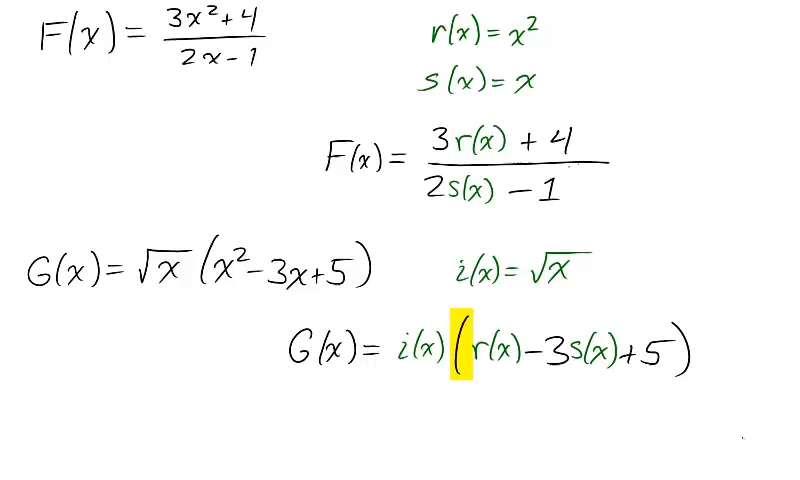 F(x) = (3x²+4)/(2x-1)
r(x) = x²
s(x) = x
F(x) = (3r(x) + 4)/(2s(x) - 1)
G(x) = √x (x²-3x+5)
i(x) = √x
G(x) = i(x) (r(x) - 3s(x) + 5)